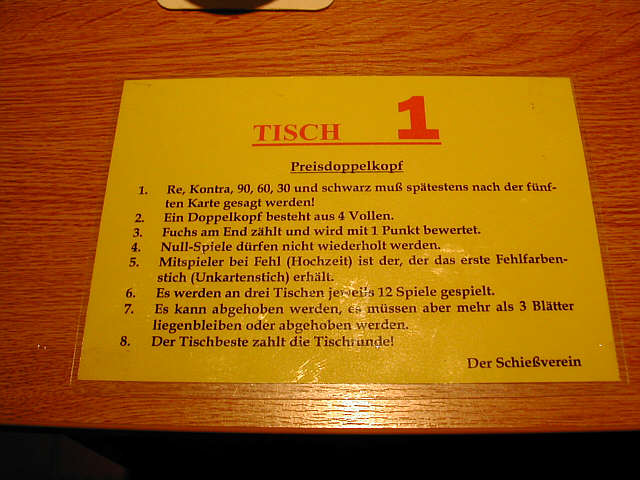 TISCH 1
Preisdoppelkopf
1. Re, Kontra, 90, 60, 30 und schwarz muß spätestens nach der fünf-
ten Karte gesagt werden!
2. Ein Doppelkopf besteht aus 4 Vollen.
3. Fuchs am End zählt und wird mit 1 Punkt bewertet.
4. Null-Spiele dürfen nicht wiederholt werden.
5. Mitspieler bei Fehl (Hochzeit) ist der, der das erste Fehlfarben-
stich (Unkartenstich) erhält.
6. Es werden an drei Tischen jeweils 12 Spiele gespielt.
7. Es kann abgehoben werden, es müssen aber mehr als 3 Blätter
liegenbleiben oder abgehoben werden.
8. Der Tischbeste zahlt die Tischrunde!
Der Schießverein